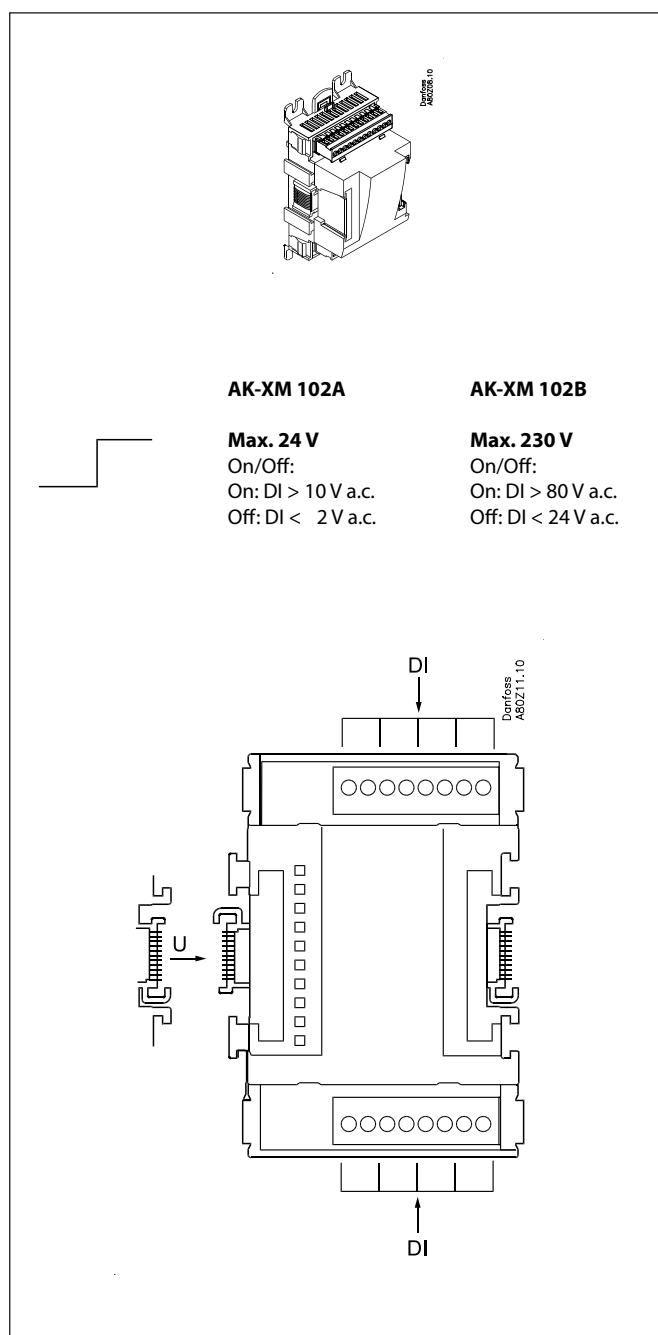 Danfoss
A80Z08.10
AK-XM 102A
Max. 24 V
On/Off:
On: DI > 10 V a.c.
Off: DI < 2 V a.c.
AK-XM 102B
Max. 230 V
On/Off:
On: DI > 80 V a.c.
Off: DI < 24 V a.c.
DI
Danfoss
A80Z11.10
U
DI